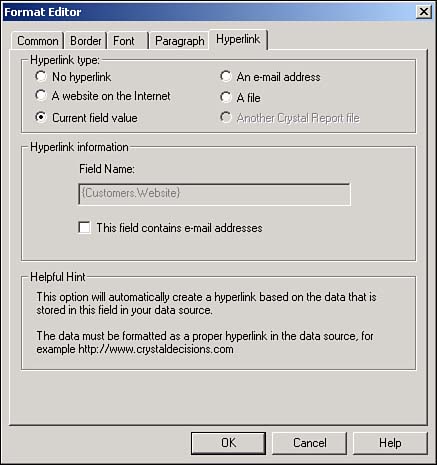 Format Editor
Common Border Font Paragraph Hyperlink
Hyperlink type:
No hyperlink An e-mail address
A website on the Internet A file
Current field value Another Crystal Report file
Hyperlink information
Field Name:
{Customers.Website}
This field contains e-mail addresses
Helpful Hint
This option will automatically create a hyperlink based on the data that is
stored in this field in your data source.
The data must be formatted as a proper hyperlink in the data source, for
example http://www.crystaldecisions.com
OK Cancel Help